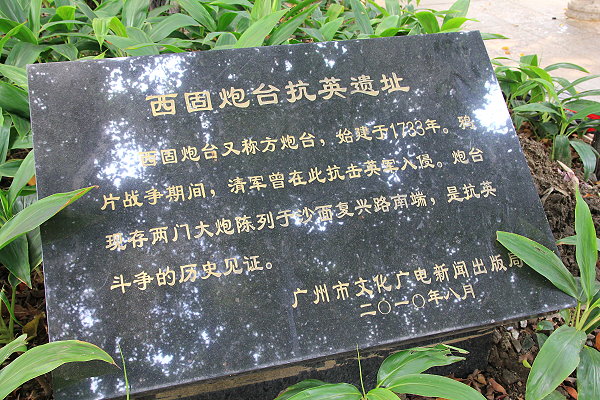 西固炮台抗英遗址
西固炮台又称方炮台，始建于1783年。鸦
片战争期间，清军曾在此抗击英军入侵。炮台
现存两门大炮陈列于沙面复兴路南端，是抗英
斗争的历史见证。
广州市文化广电新闻出版局
二〇一〇年八月